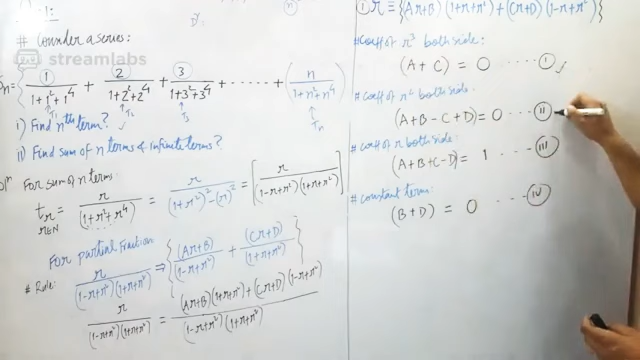 # Counder a series:
streamlabs
Sn = 1/(1+1²+1⁴) + 2/(1+2²+2⁴) + 3/(1+3²+3⁴) + ...... + (n/(1+n²+n⁴))
T₁ T₂ T₃ Tn
i) Find nth term?
ii) Find sum of n terms & infinite terms?
For sum of n terms
t_r = r/(1+r²+r⁴) = r/((1+r²)²-(r)²) = [r/((1-r+r²)(1+r+r²))]
r∈N
For partial Fraction:
# Rule: r/((1-r+r²)(1+r+r²)) ⇒ {(Ar+B)/(1-r+r²) + (Cr+D)/(1+r+r²)}
r/((1-r+r²)(1+r+r²)) = ((Ar+B)(1+r+r²)+(Cr+D)(1-r+r²))/((1-r+r²)(1+r+r²))
r ≡ {(Ar+B)(1+r+r²)+(Cr+D)(1-r+r²)}
# Coeff of r³ both side:
(A+C) = 0 ..... (i)
# Coeff of r² both side:
(A+B-C+D) = 0 ... (ii)
# coeff of r both side:
(A+B+C-D) = 1 .... (iii)
# constant term:
(B+D) = 0 ... (iv)